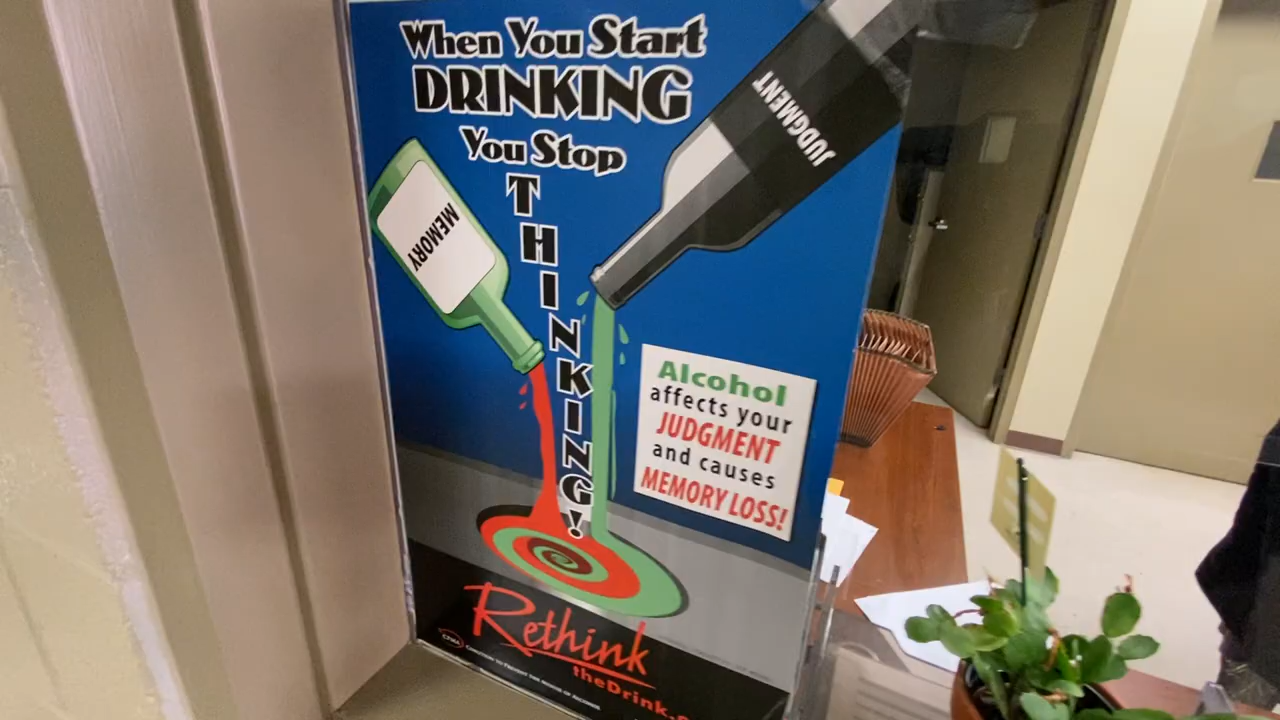 When You Start
DRINKING
You Stop
THINKING!
JUDGMENT
MEMORY
Alcohol
affects your
JUDGMENT
and causes
MEMORY LOSS!
Rethink
theDrink.